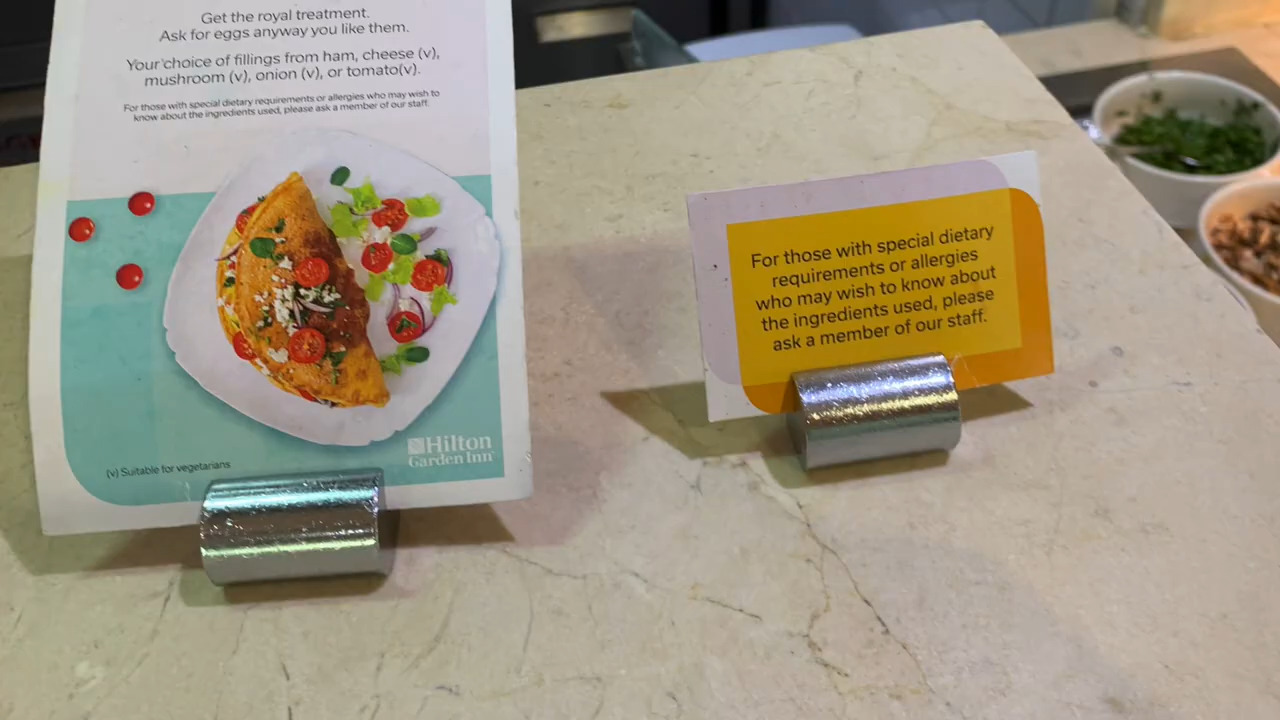 Get the royal treatment.
Ask for eggs anyway you like them.
Your choice of fillings from ham, cheese (v),
mushroom (v), onion (v), or tomato(v).
For those with special dietary requirements or allergies who may wish to
know about the ingredients used, please ask a member of our staff.
(v) Suitable for vegetarians
Hilton
Garden Inn
For those with special dietary
requirements or allergies
who may wish to know about
the ingredients used, please
ask a member of our staff.